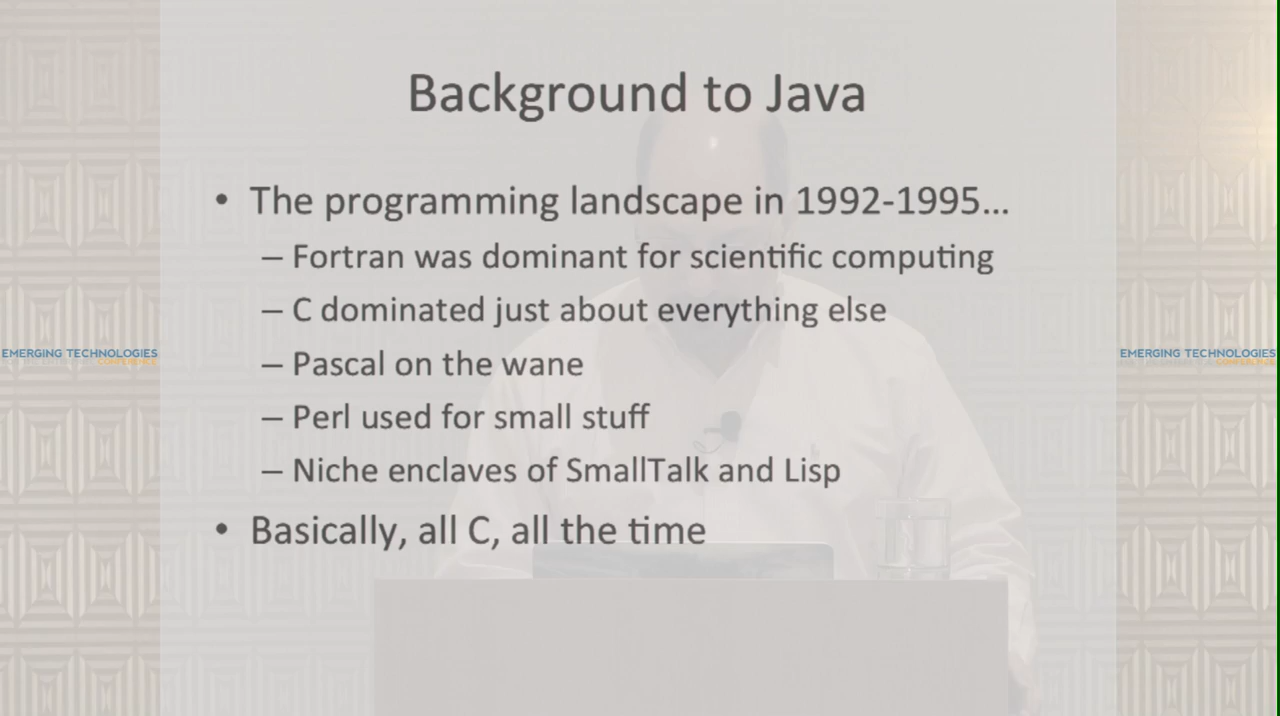 Background to Java
• The programming landscape in 1992-1995...
– Fortran was dominant for scientific computing
– C dominated just about everything else
– Pascal on the wane
– Perl used for small stuff
– Niche enclaves of SmallTalk and Lisp
• Basically, all C, all the time
EMERGING TECHNOLOGIES
CONFERENCE
EMERGING TECHNOLOGIES
CONFERENCE